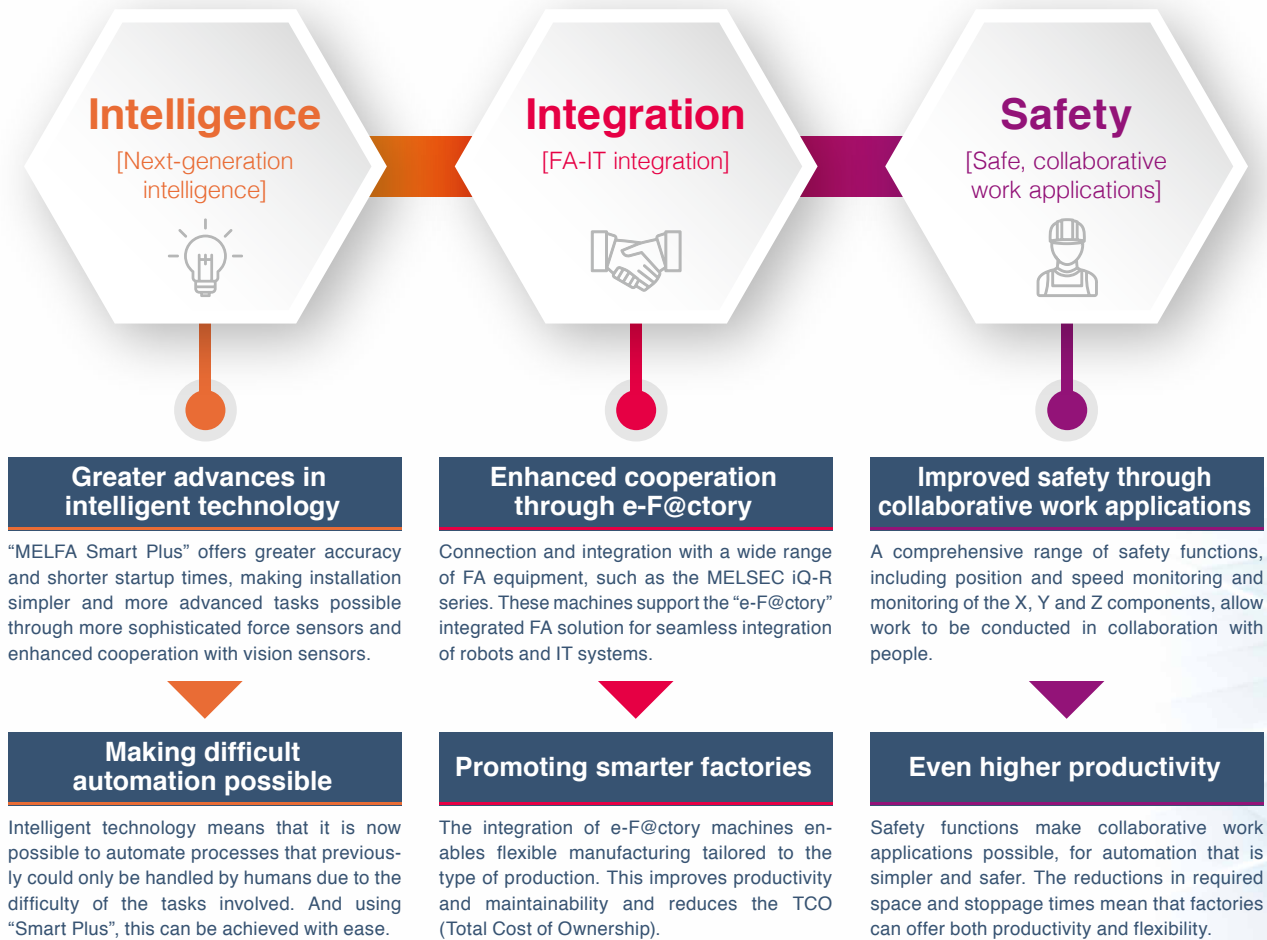 Intelligence
[Next-generation
intelligence]
Integration
[FA-IT integration]
Safety
[Safe, collaborative
work applications]
Greater advances in
intelligent technology
“MELFA Smart Plus” offers greater accuracy
and shorter startup times, making installation
simpler and more advanced tasks possible
through more sophisticated force sensors and
enhanced cooperation with vision sensors.
Making difficult
automation possible
Intelligent technology means that it is now
possible to automate processes that previous-
ly could only be handled by humans due to the
difficulty of the tasks involved. And using
“Smart Plus”, this can be achieved with ease.
Enhanced cooperation
through e-F@ctory
Connection and integration with a wide range
of FA equipment, such as the MELSEC iQ-R
series. These machines support the “e-F@ctory”
integrated FA solution for seamless integration
of robots and IT systems.
Promoting smarter factories
The integration of e-F@ctory machines en-
ables flexible manufacturing tailored to the
type of production. This improves productivity
and maintainability and reduces the TCO
(Total Cost of Ownership).
Improved safety through
collaborative work applications
A comprehensive range of safety functions,
including position and speed monitoring and
monitoring of the X, Y and Z components, allow
work to be conducted in collaboration with
people.
Even higher productivity
Safety functions make collaborative work
applications possible, for automation that is
simpler and safer. The reductions in required
space and stoppage times mean that factories
can offer both productivity and flexibility.